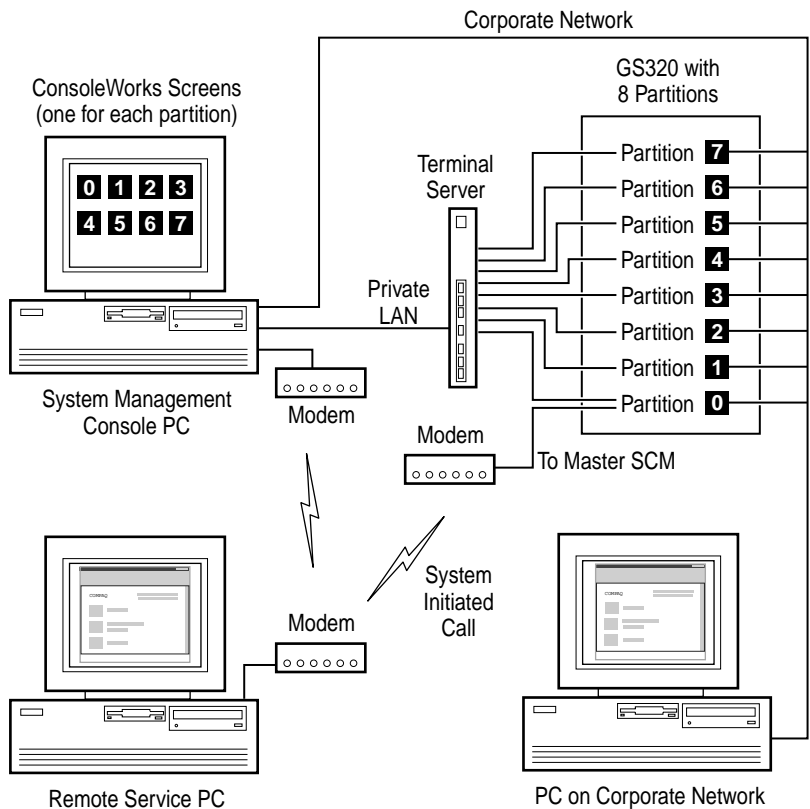 Corporate Network
ConsoleWorks Screens
(one for each partition)
0 1 2 3
4 5 6 7
GS320 with
8 Partitions
Terminal
Server
Partition 7
Partition 6
Partition 5
Partition 4
Partition 3
Partition 2
Partition 1
Partition 0
Private
LAN
System Management
Console PC
Modem
Modem
To Master SCM
System
Initiated
Call
COMPAQ
Modem
Remote Service PC
COMPAQ
PC on Corporate Network